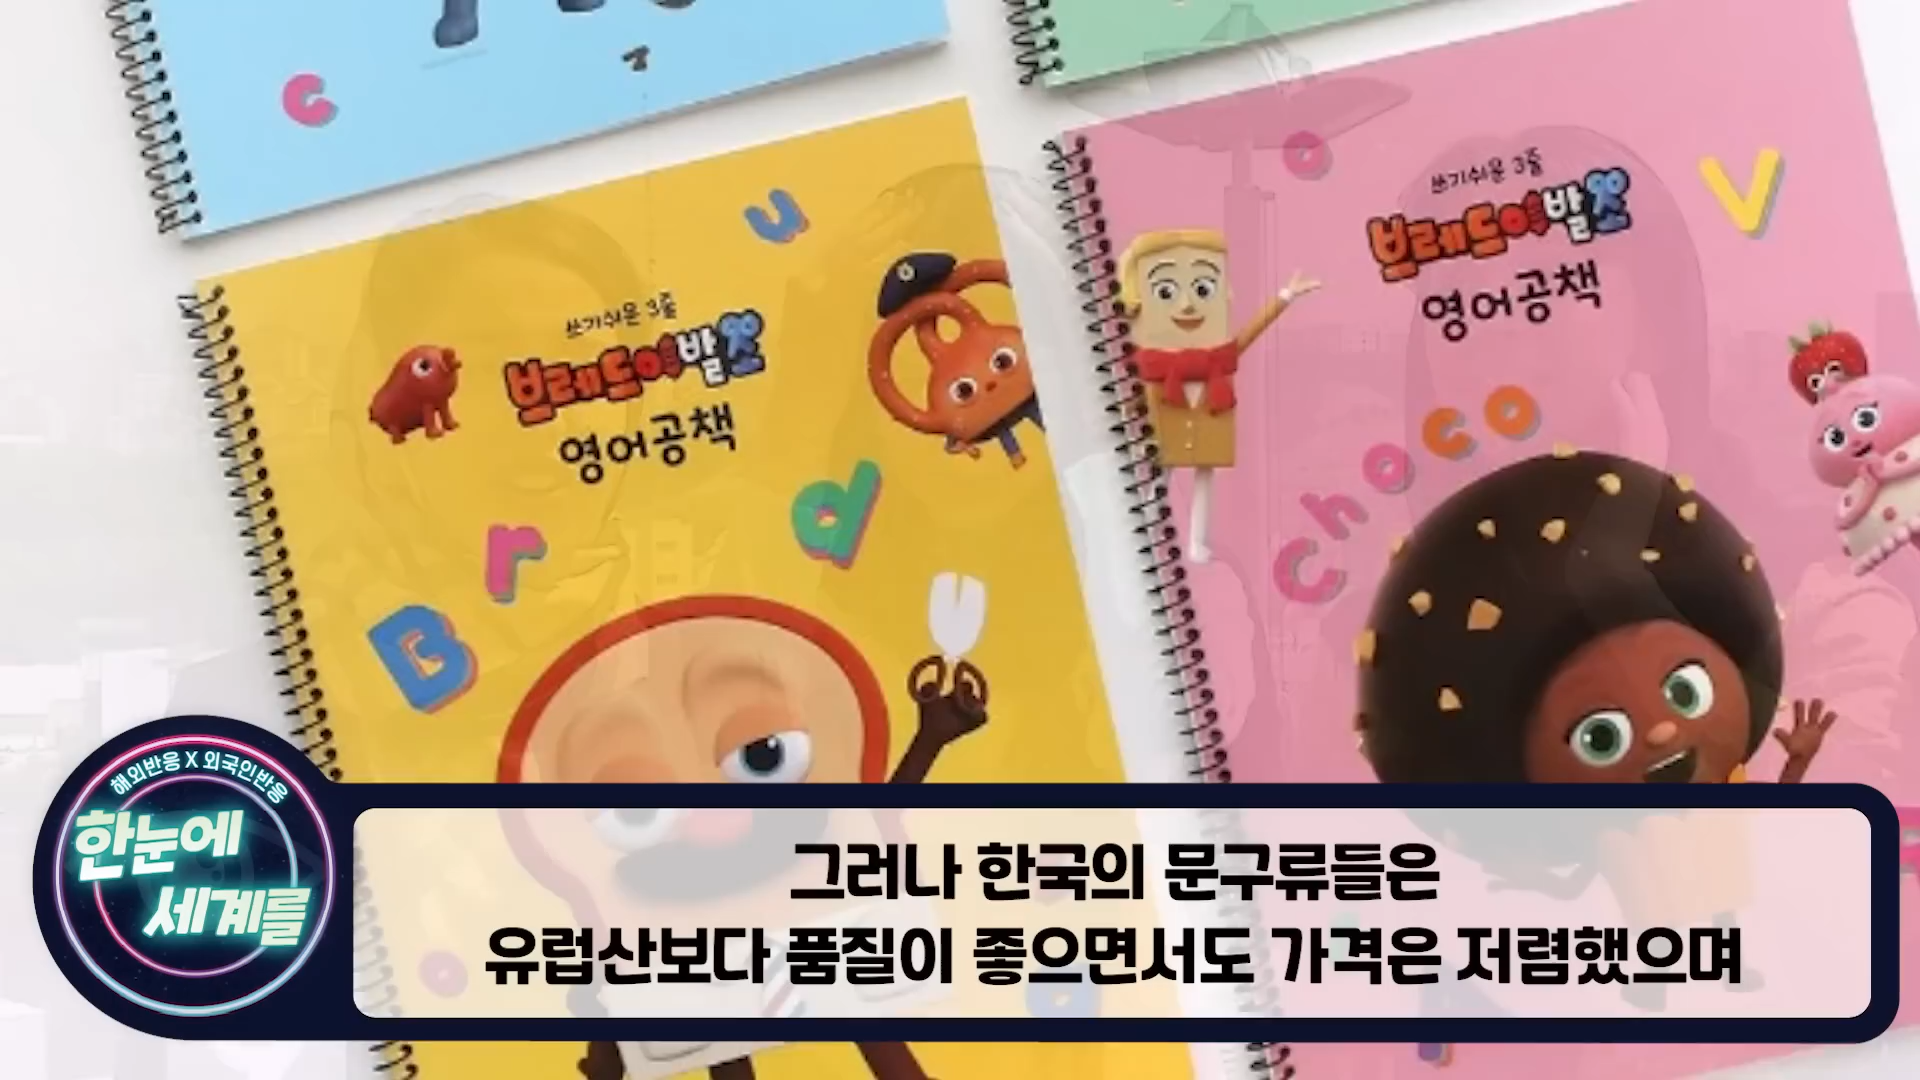 c
u
쓰기쉬운 3줄
브레드이발쇼
영어공책
B
r
d
o
V
쓰기쉬운 3줄
브레드이발쇼
영어공책
choco
해외반응 X 외국인반응
한눈에
세계를
그러나 한국의 문구류들은
유럽산보다 품질이 좋으면서도 가격은 저렴했으며